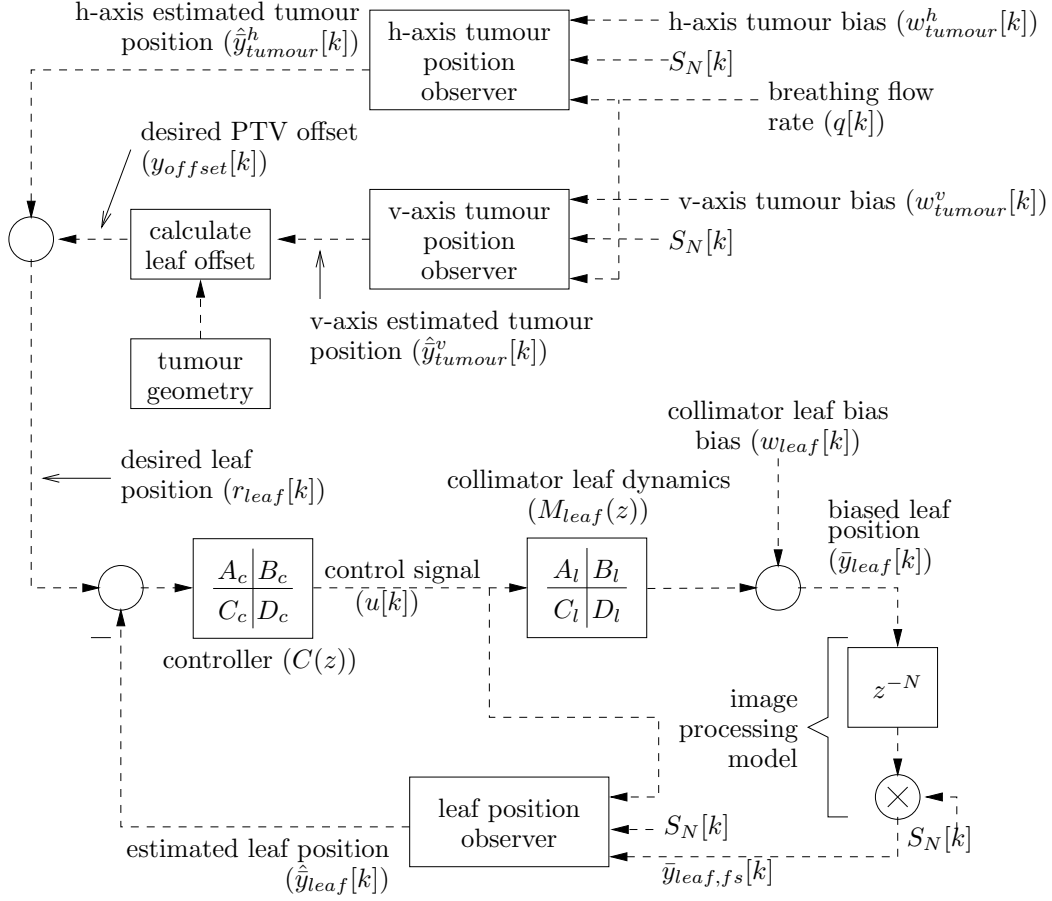 h-axis estimated tumour
position ($\hat{\bar{y}}^h_{tumour}[k]$)
h-axis tumour
position
observer
h-axis tumour bias ($w^h_{tumour}[k]$)
$S_N[k]$
breathing flow
rate ($q[k]$)
desired PTV offset
($y_{offset}[k]$)
calculate
leaf offset
v-axis tumour
position
observer
v-axis tumour bias ($w^v_{tumour}[k]$)
$S_N[k]$
v-axis estimated tumour
position ($\hat{\bar{y}}^v_{tumour}[k]$)
tumour
geometry
collimator leaf bias
bias ($w_{leaf}[k]$)
desired leaf
position ($r_{leaf}[k]$)
collimator leaf dynamics
($M_{leaf}(z)$)
biased leaf
position
($\bar{y}_{leaf}[k]$)
$A_c$ $B_c$
$C_c$ $D_c$
control signal
($u[k]$)
$A_l$ $B_l$
$C_l$ $D_l$
−
controller ($C(z)$)
$z^{-N}$
image
processing
model
×
leaf position
observer
$S_N[k]$
$S_N[k]$
estimated leaf position
($\hat{\bar{y}}_{leaf}[k]$)
$\bar{y}_{leaf,fs}[k]$